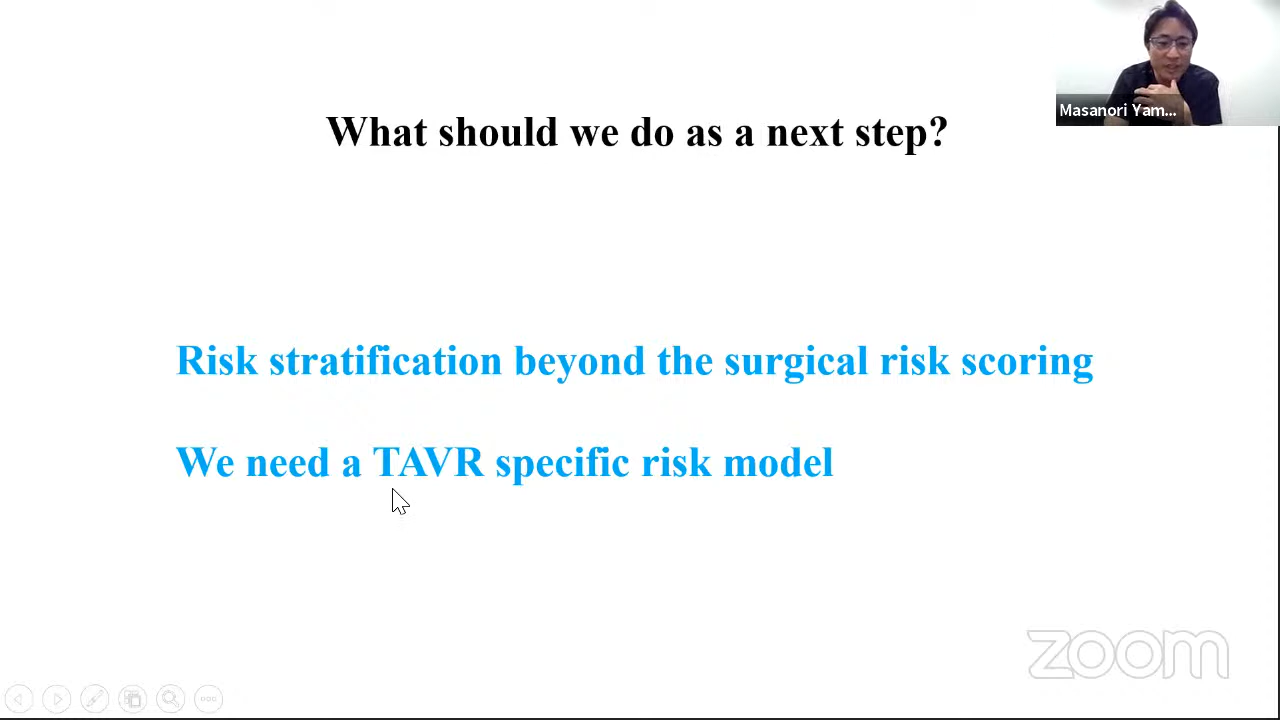 What should we do as a next step?
Masanori Yam...
Risk stratification beyond the surgical risk scoring
We need a TAVR specific risk model
zoom